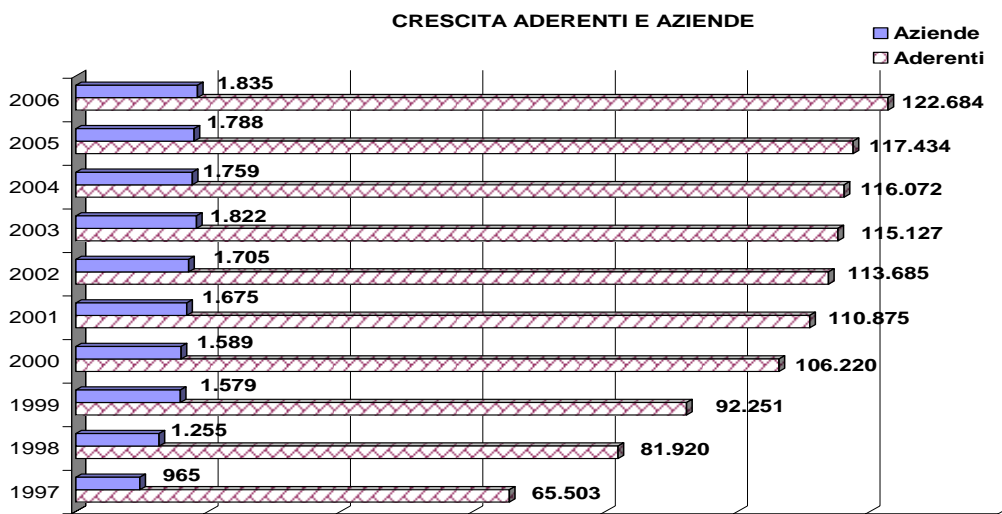 CRESCITA ADERENTI E AZIENDE
Aziende
Aderenti
2006 1.835 122.684
2005 1.788 117.434
2004 1.759 116.072
2003 1.822 115.127
2002 1.705 113.685
2001 1.675 110.875
2000 1.589 106.220
1999 1.579 92.251
1998 1.255 81.920
1997 965 65.503